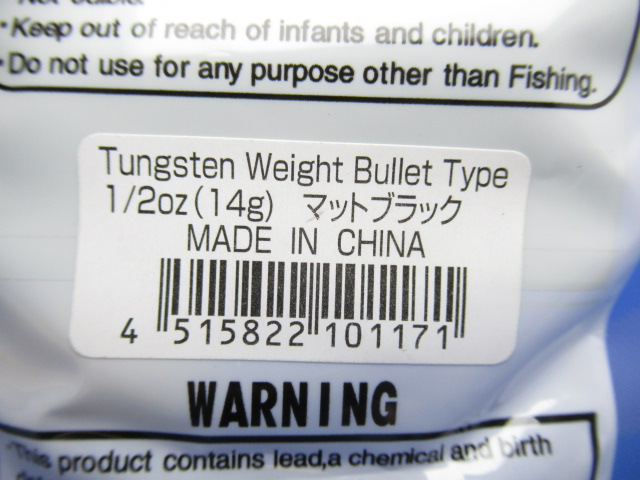 Not edible.
·Keep out of reach of infants and children.
·Do not use for any purpose other than Fishing.
Tungsten Weight Bullet Type
1/2oz(14g) マットブラック
MADE IN CHINA
4 515822 101171
WARNING
This product contains lead,a chemical and birth